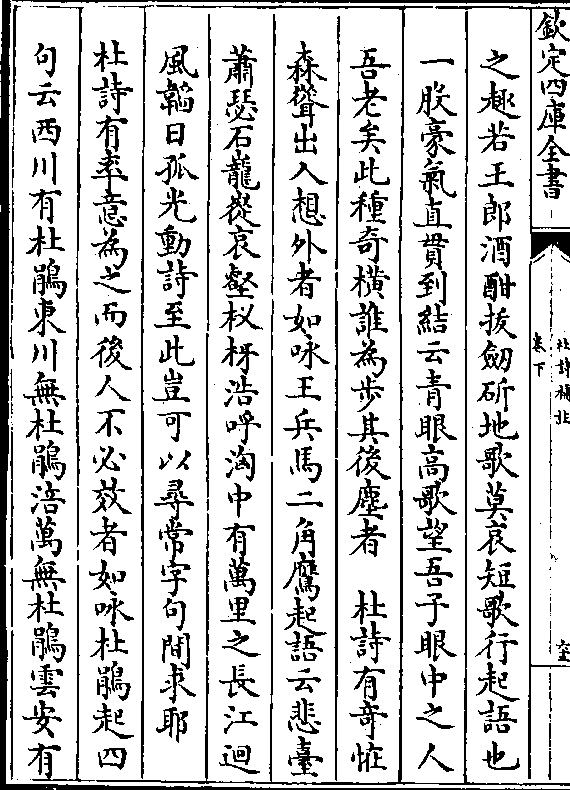 欽定四庫全書
杜詩攟
卷下
之趣若王郎酒酣拔劒斫地歌莫哀短歌行起語也
一股豪氣直貫到結云青眼高歌望吾子眼中之人
吾老矣此種奇横誰為步其後塵者　杜詩有奇恠
森聳出人想外者如咏王兵馬二角鷹起語云悲臺
蕭瑟石巃嵸哀壑杈枒浩呼洶中有萬里之長江迴
風韜日孤光動詩至此豈可以尋常字句間求耶
杜詩有率意為之而後人不必效者如咏杜鵑起四
句云西川有杜鵑東川無杜鵑涪萬無杜鵑雲安有